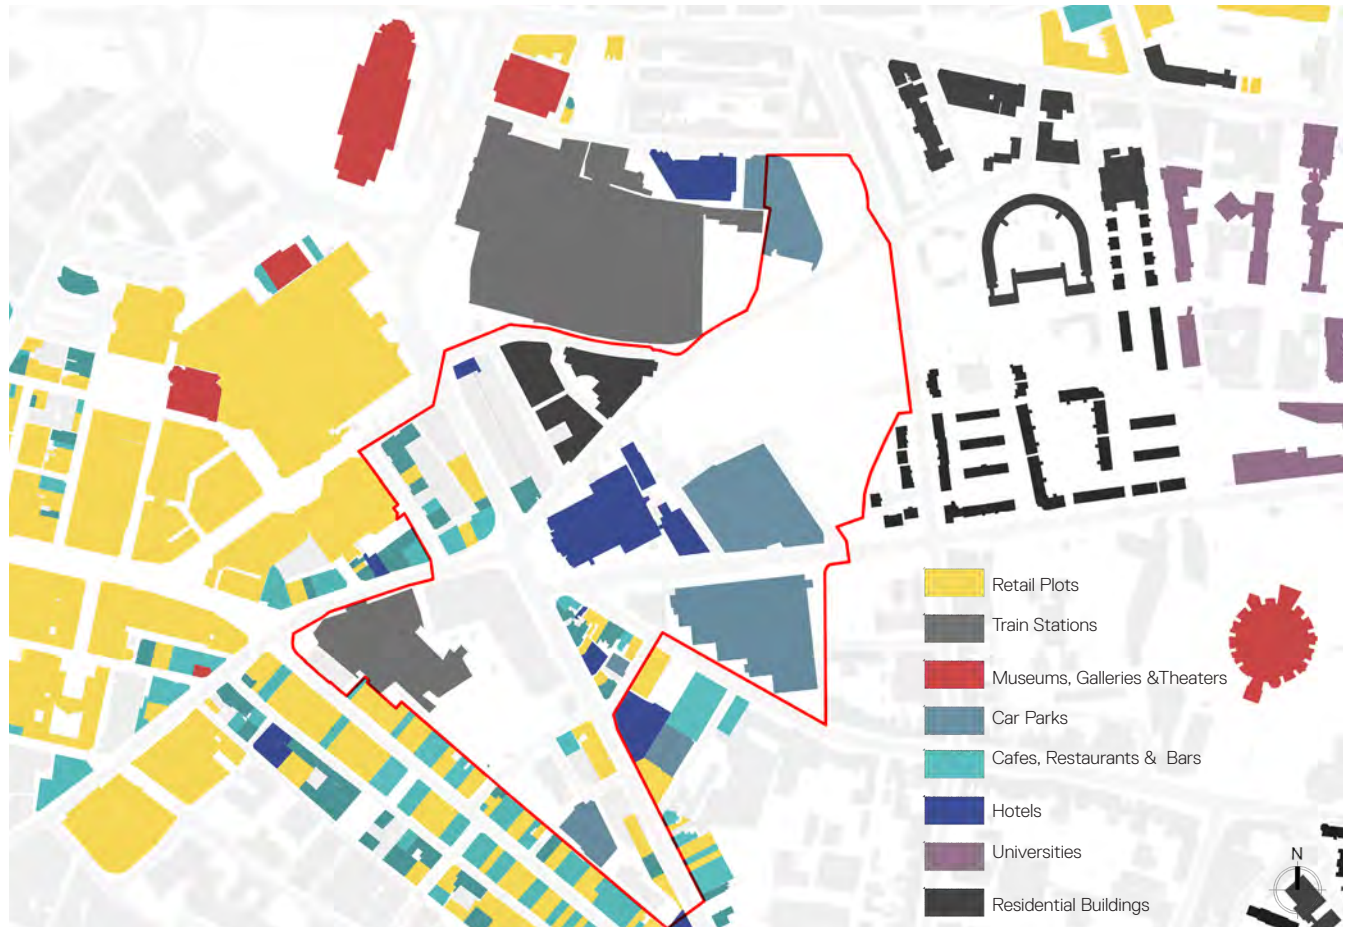 Retail Plots
Train Stations
Museums, Galleries &Theaters
Car Parks
Cafes, Restaurants & Bars
Hotels
Universities
N
Residential Buildings